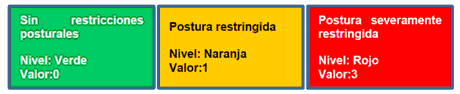 Sin restricciones
posturales
Nivel: Verde
Valor:0
Postura restringida
Nivel: Naranja
Valor:1
Postura severamente
restringida
Nivel: Rojo
Valor:3